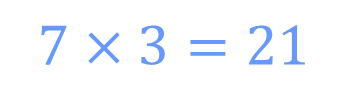 7 × 3 = 21